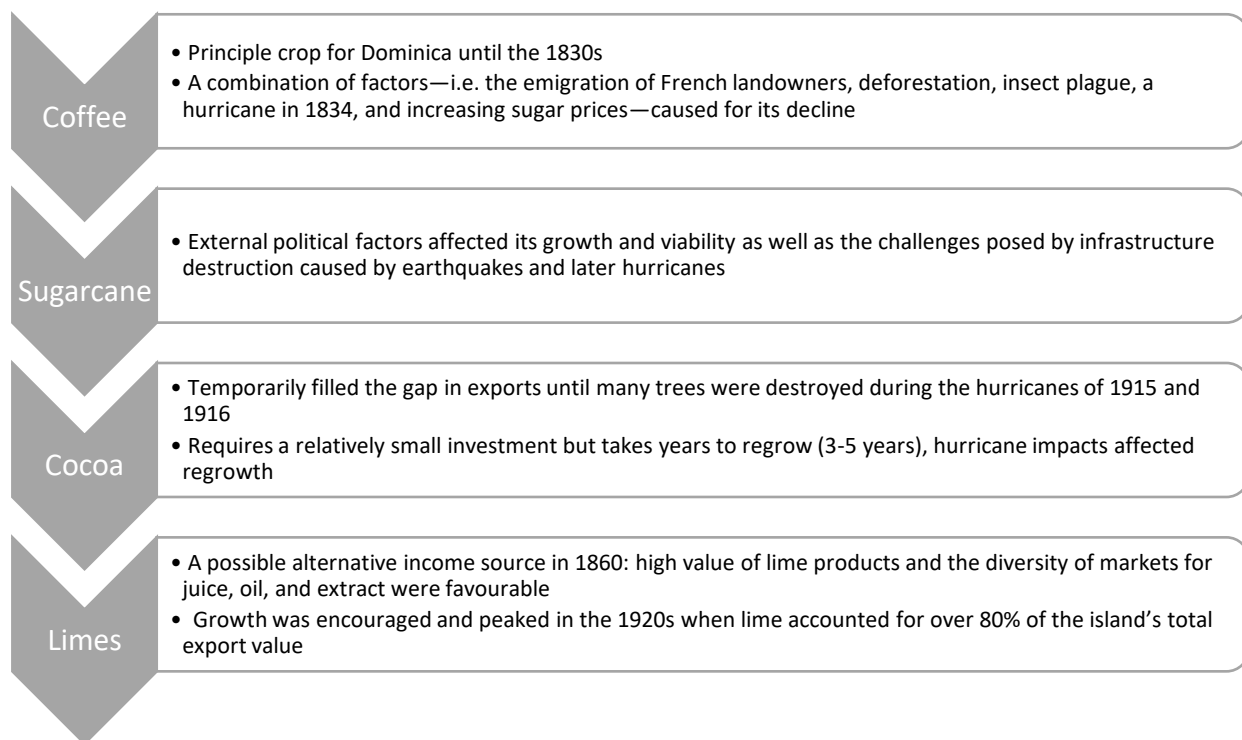 Coffee
• Principle crop for Dominica until the 1830s
• A combination of factors—i.e. the emigration of French landowners, deforestation, insect plague, a
hurricane in 1834, and increasing sugar prices—caused for its decline
Sugarcane
• External political factors affected its growth and viability as well as the challenges posed by infrastructure
destruction caused by earthquakes and later hurricanes
Cocoa
• Temporarily filled the gap in exports until many trees were destroyed during the hurricanes of 1915 and
1916
• Requires a relatively small investment but takes years to regrow (3-5 years), hurricane impacts affected
regrowth
Limes
• A possible alternative income source in 1860: high value of lime products and the diversity of markets for
juice, oil, and extract were favourable
• Growth was encouraged and peaked in the 1920s when lime accounted for over 80% of the island’s total
export value